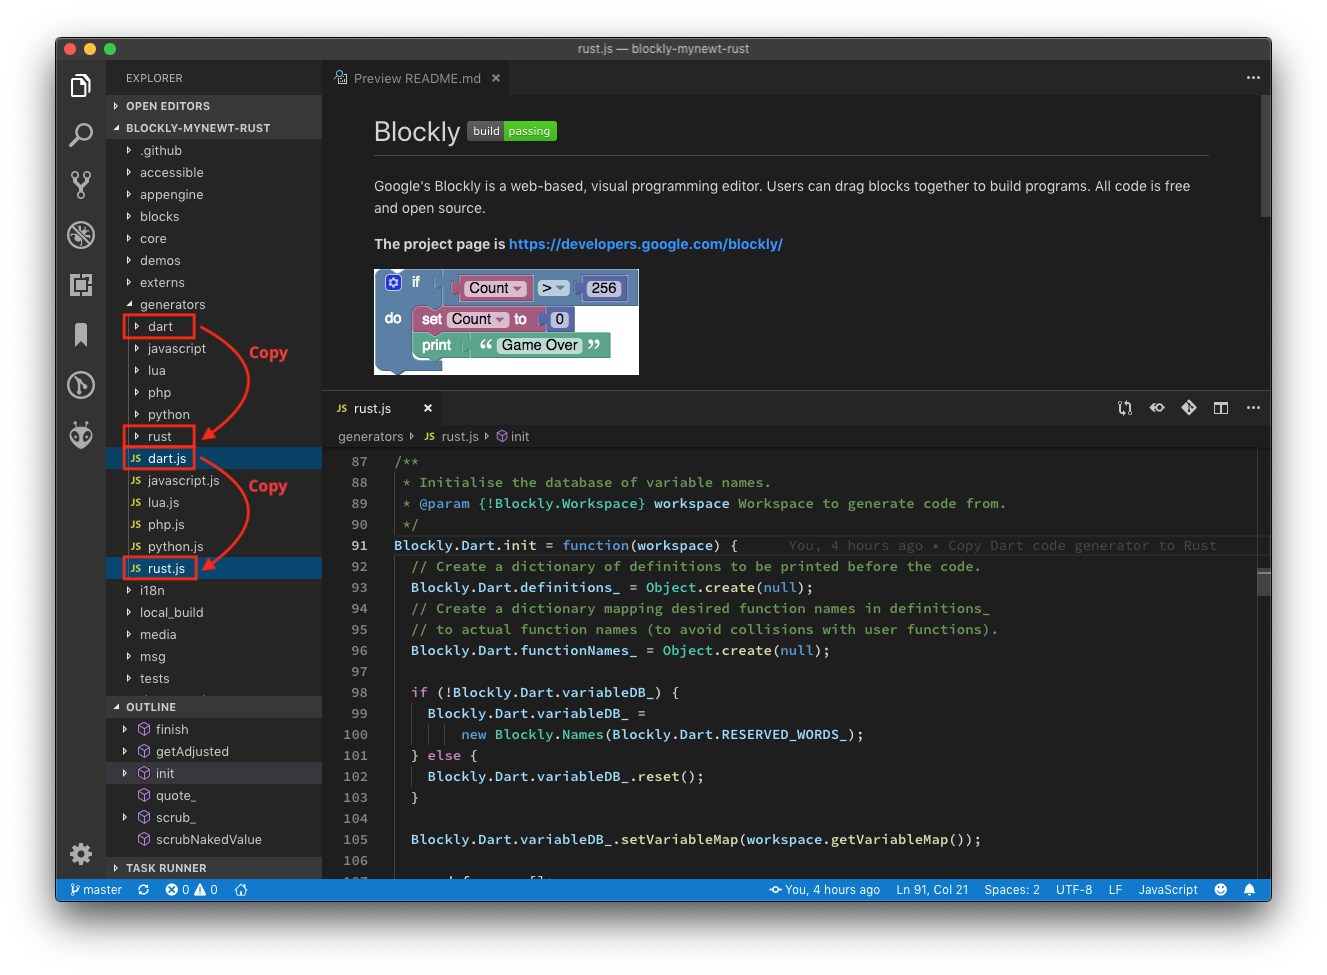 rust.js — blockly-mynewt-rust
EXPLORER
OPEN EDITORS
BLOCKLY-MYNEWT-RUST
.github
accessible
appengine
blocks
core
demos
externs
generators
dart
javascript
lua
php
python
rust
dart.js
JS
javascript.js
JS
lua.js
JS
php.js
JS
python.js
JS
rust.js
JS
i18n
local_build
media
msg
tests
Copy
Copy
OUTLINE
finish
getAdjusted
init
quote_
scrub_
scrubNakedValue
TASK RUNNER
Preview README.md ×
Blockly build passing
Google's Blockly is a web-based, visual programming editor. Users can drag blocks together to build programs. All code is free
and open source.
The project page is https://developers.google.com/blockly/
if Count > 256
do set Count to 0
print “ Game Over ”
JS rust.js ×
generators JS rust.js init
87 /**
88 * Initialise the database of variable names.
89 * @param {!Blockly.Workspace} workspace Workspace to generate code from.
90 */
91 Blockly.Dart.init = function(workspace) { You, 4 hours ago • Copy Dart code generator to Rust
92 // Create a dictionary of definitions to be printed before the code.
93 Blockly.Dart.definitions_ = Object.create(null);
94 // Create a dictionary mapping desired function names in definitions_
95 // to actual function names (to avoid collisions with user functions).
96 Blockly.Dart.functionNames_ = Object.create(null);
97
98 if (!Blockly.Dart.variableDB_) {
99 Blockly.Dart.variableDB_ =
100 new Blockly.Names(Blockly.Dart.RESERVED_WORDS_);
101 } else {
102 Blockly.Dart.variableDB_.reset();
103 }
104
105 Blockly.Dart.variableDB_.setVariableMap(workspace.getVariableMap());
106
master 0 0 You, 4 hours ago Ln 91, Col 21 Spaces: 2 UTF-8 LF JavaScript